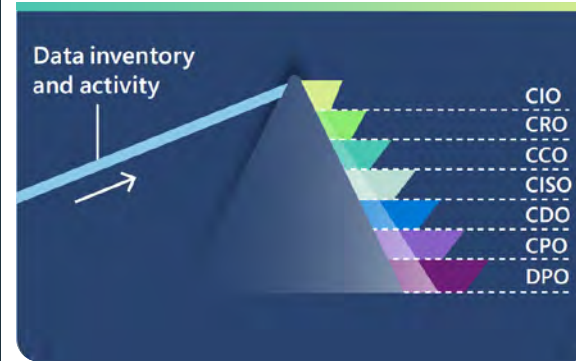 Data inventory
and activity
CIO
CRO
CCO
CISO
CDO
CPO
DPO